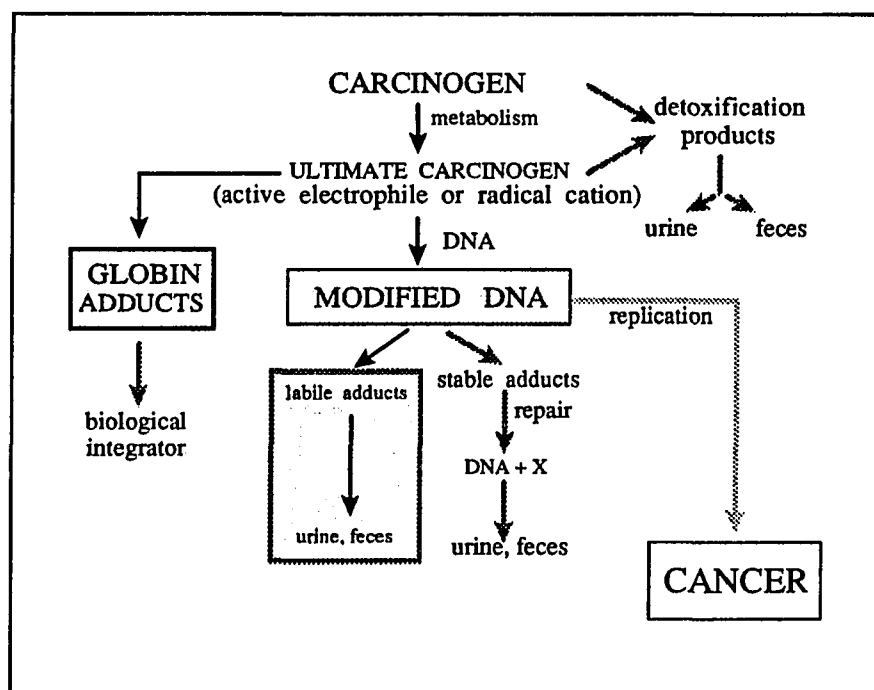 CARCINOGEN
metabolism
detoxification
products
ULTIMATE CARCINOGEN
(active electrophile or radical cation)
urine
feces
DNA
GLOBIN
ADDUCTS
MODIFIED DNA
replication
labile adducts
stable adducts
repair
biological
integrator
DNA + X
urine, feces
urine, feces
CANCER